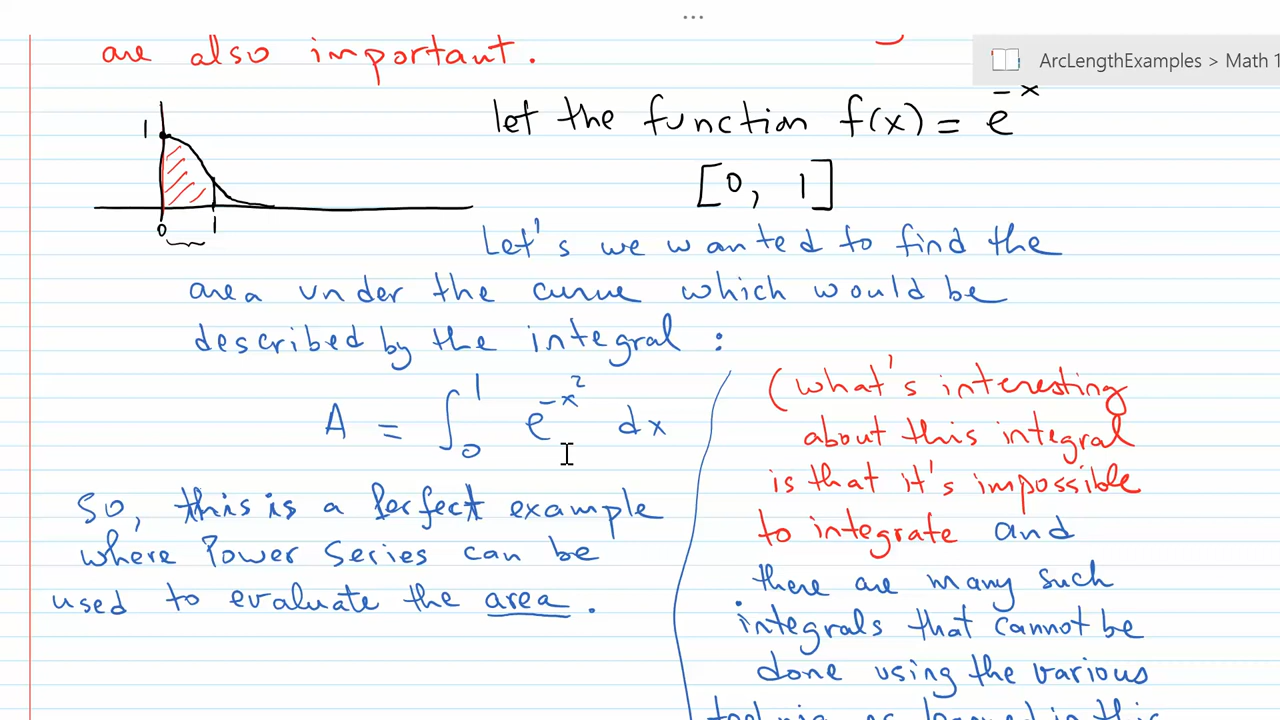 ...
are also important.
ArcLengthExamples > Math 1
let the function f(x) = e^-x
[0, 1]
1
0 1
Let's we wanted to find the
area under the curve which would be
described by the integral :
A = ∫₀¹ e^-x² dx
So, this is a Perfect example
where Power Series can be
used to evaluate the area.
(what's interesting
about this integral
is that it's impossible
to integrate and
there are many such
integrals that cannot be
done using the various